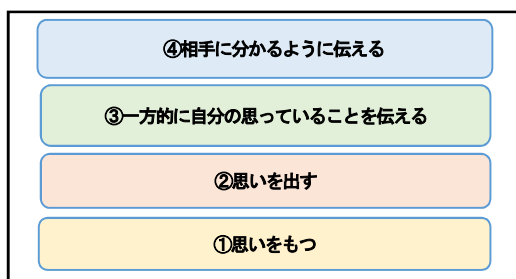 ④相手に分かるように伝える
③一方的に自分の思っていることを伝える
②思いを出す
①思いをもつ